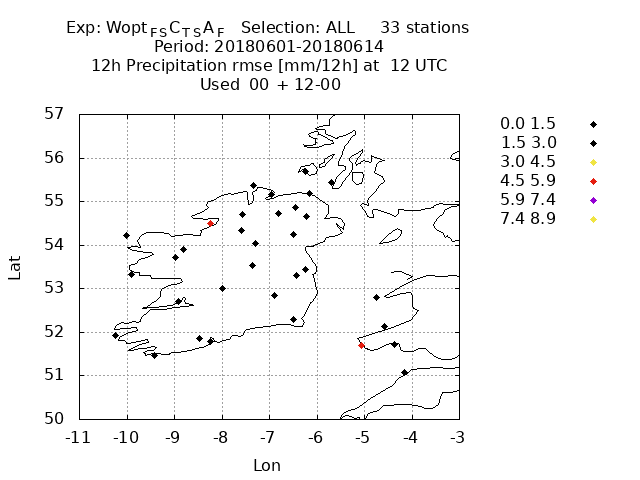 Exp: Wopt FS C TS A F Selection: ALL 33 stations
Period: 20180601-20180614
12h Precipitation rmse [mm/12h] at 12 UTC
Used 00 + 12-00
57
56
55
54
53
52
51
50
-11 -10 -9 -8 -7 -6 -5 -4 -3
Lat
Lon
0.0 1.5
1.5 3.0
3.0 4.5
4.5 5.9
5.9 7.4
7.4 8.9